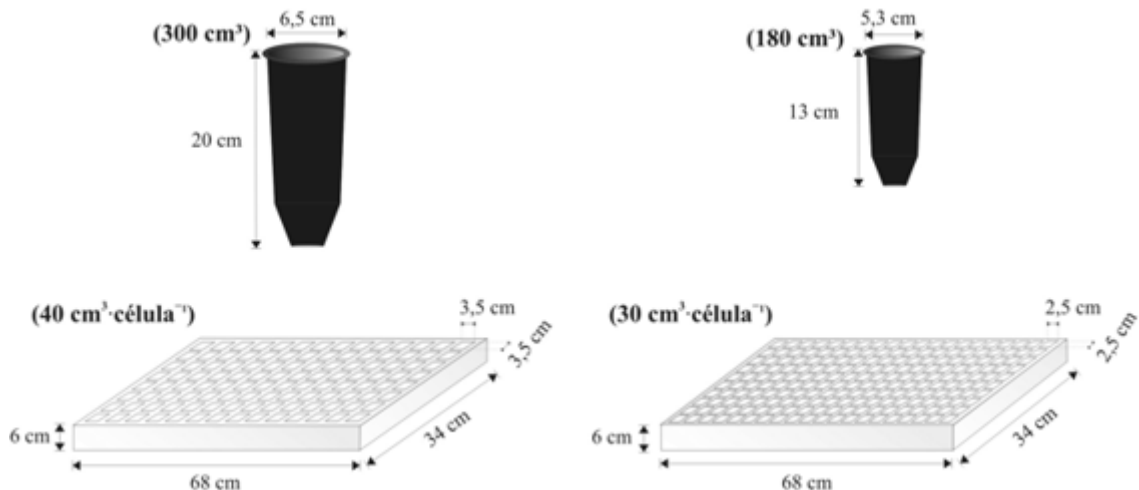 6,5 cm
(300 cm³)
20 cm
5,3 cm
(180 cm³)
13 cm
(40 cm³·célula⁻¹)
3,5 cm
3,5 cm
6 cm
34 cm
68 cm
(30 cm³·célula⁻¹)
2,5 cm
2,5 cm
6 cm
34 cm
68 cm